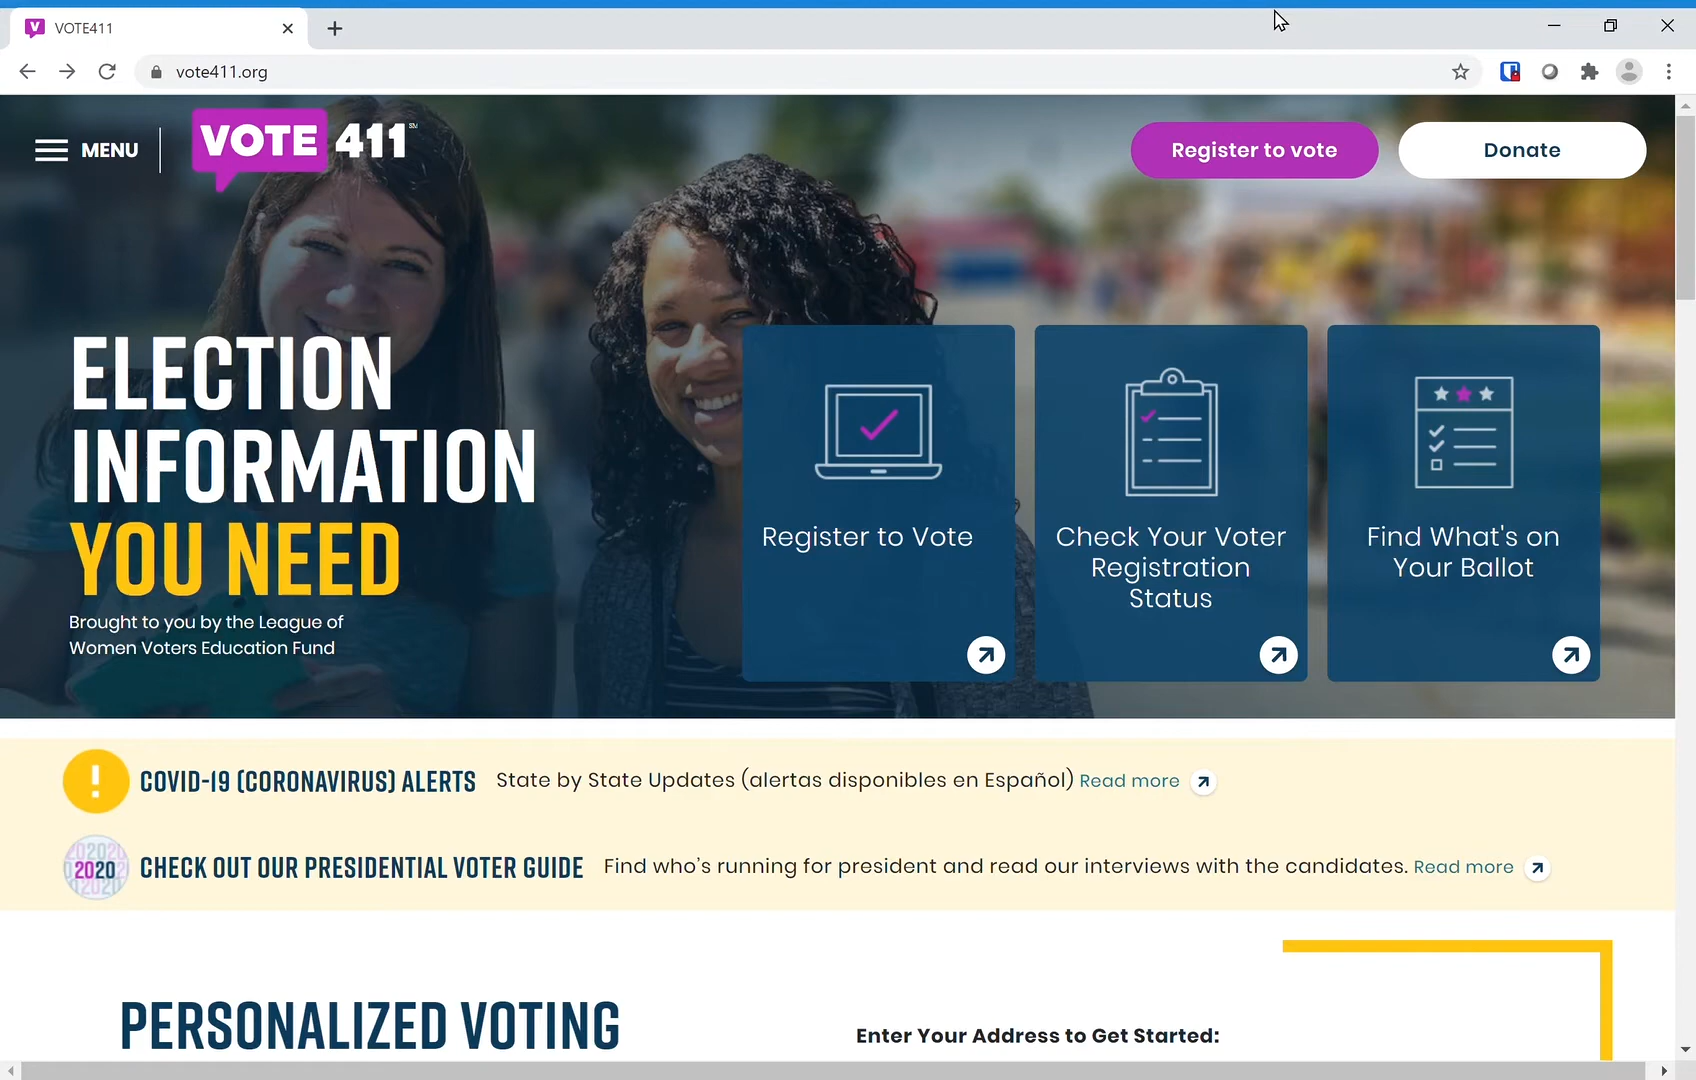 VOTE411
vote411.org
MENU
VOTE 411 SM
Register to vote
Donate
ELECTION
INFORMATION
YOU NEED
Brought to you by the League of
Women Voters Education Fund
Register to Vote
Check Your Voter
Registration
Status
Find What's on
Your Ballot
COVID-19 (CORONAVIRUS) ALERTS State by State Updates (alertas disponibles en Español) Read more
2020
CHECK OUT OUR PRESIDENTIAL VOTER GUIDE Find who's running for president and read our interviews with the candidates. Read more
PERSONALIZED VOTING
Enter Your Address to Get Started: